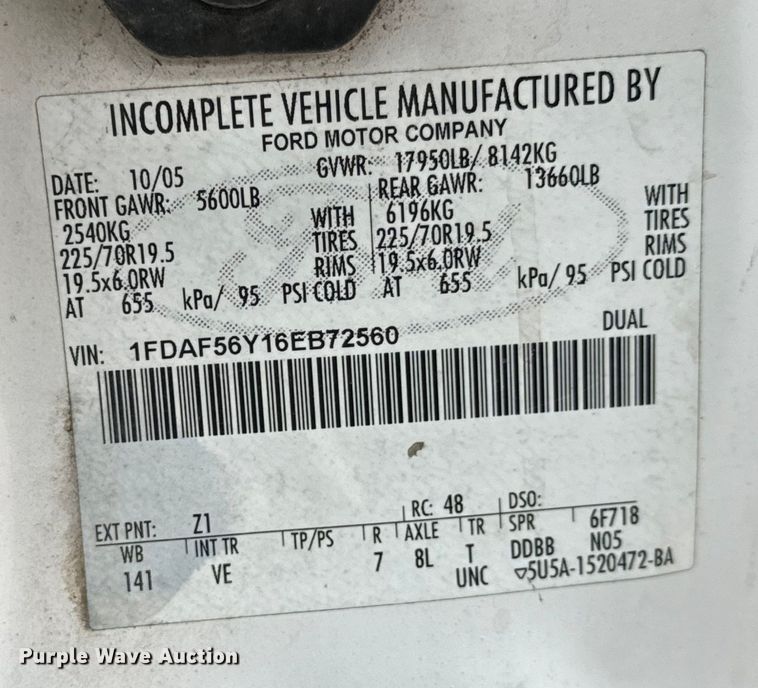 INCOMPLETE VEHICLE MANUFACTURED BY
FORD MOTOR COMPANY
DATE: 10/05 GVWR: 17950LB/ 8142KG
FRONT GAWR: 5600LB REAR GAWR: 13660LB
2540KG WITH 6196KG WITH
225/70R19.5 TIRES 225/70R19.5 TIRES
19.5x6.0RW RIMS 19.5x6.0RW RIMS
AT 655 kPa/ 95 PSI COLD AT 655 kPa/ 95 PSI COLD
VIN: 1FDAF56Y16EB72560 DUAL
EXT PNT: Z1 RC: 48 DSO:
WB INT TR TP/PS R AXLE TR SPR 6F718
141 VE 7 8L T DDBB N05
UNC ▽5U5A-1520472-BA
Purple Wave Auction